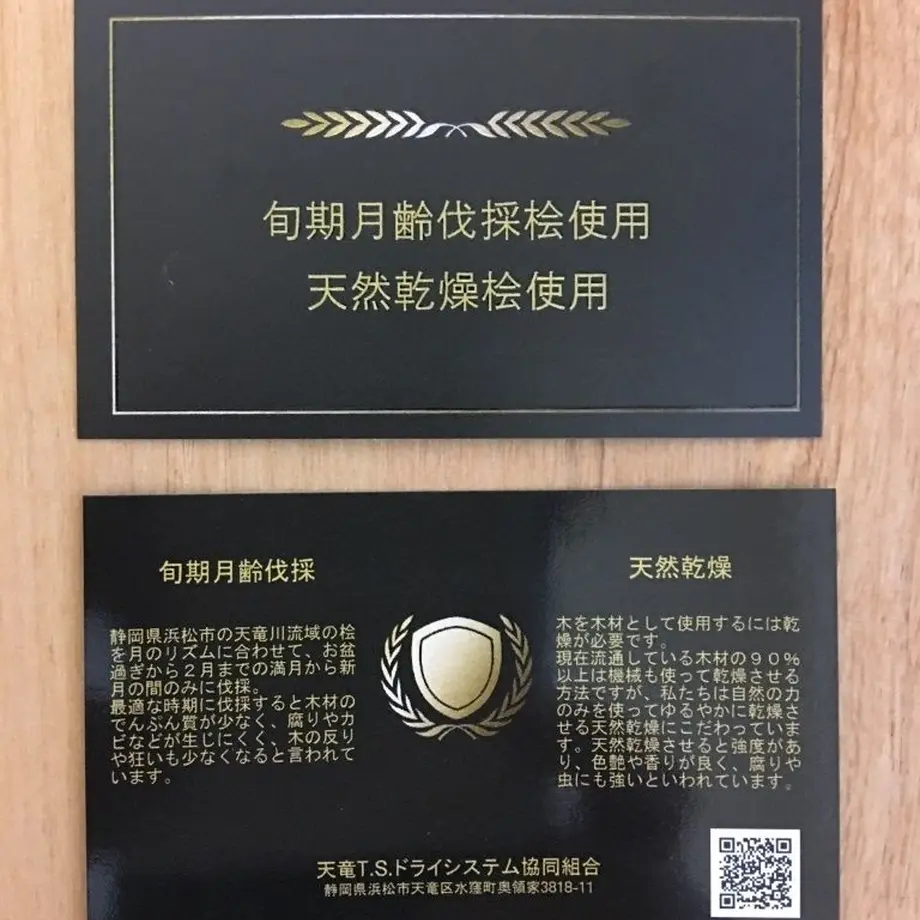 旬期月齢伐採桧使用
天然乾燥桧使用
旬期月齢伐採
静岡県浜松市の天竜川流域の桧
を月のリズムに合わせて、お盆
過ぎから2月までの満月から新
月の間のみに伐採。
最適な時期に伐採すると木材の
でんぷん質が少なく、腐りやカ
ビなどが生じにくく、木の反り
や狂いも少なくなると言われて
います。
天然乾燥
木を木材として使用するには乾
燥が必要です。
現在流通している木材の90%
以上は機械も使って乾燥させる
方法ですが、私たちは自然の力
のみを使ってゆるやかに乾燥さ
せる天然乾燥にこだわっていま
す。天然乾燥させると強度があ
り、色艶や香りが良く、腐りや
虫にも強いといわれています。
天竜T.S.ドライシステム協同組合
静岡県浜松市天竜区水窪町奥領家3818-11